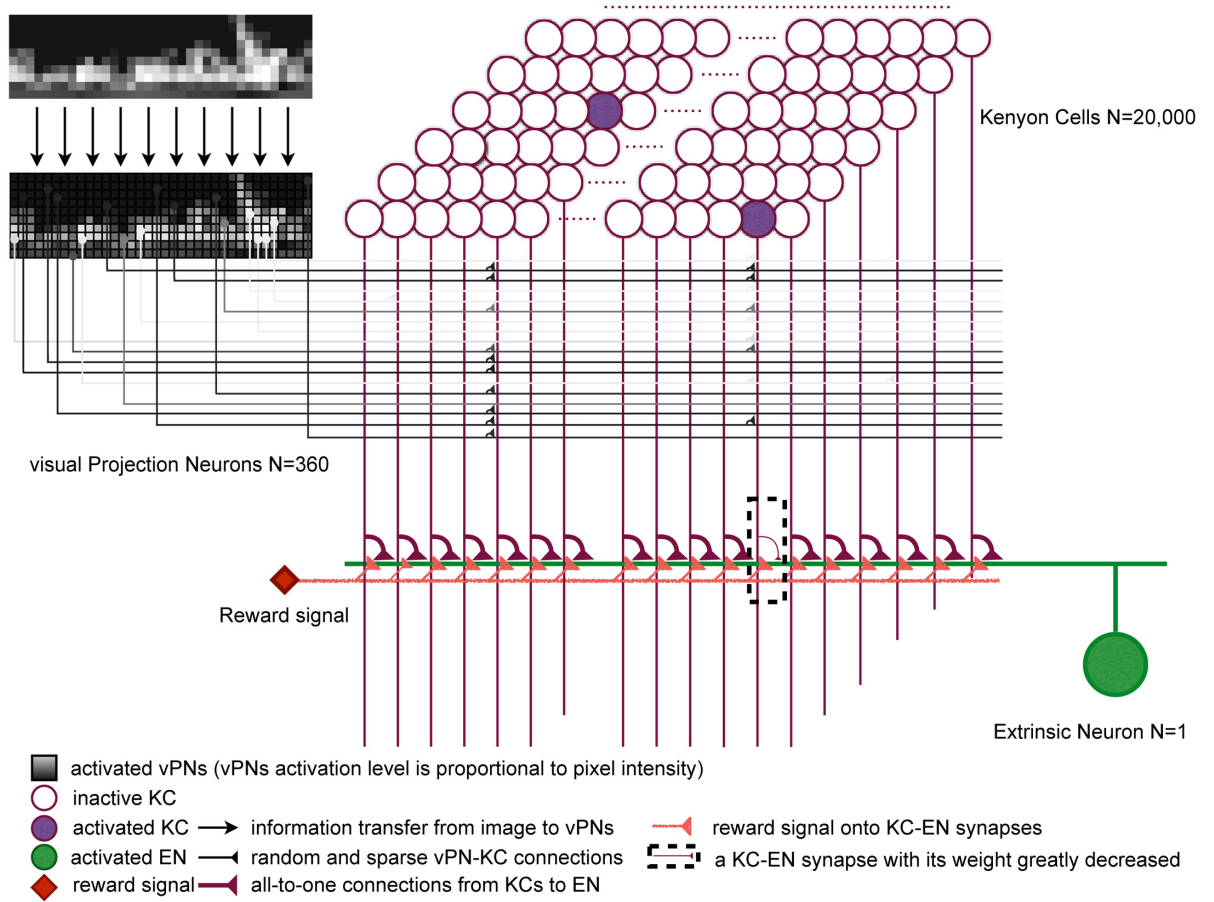 Kenyon Cells N=20,000
visual Projection Neurons N=360
Reward signal
Extrinsic Neuron N=1
activated vPNs (vPNs activation level is proportional to pixel intensity)
inactive KC
activated KC
information transfer from image to vPNs
reward signal onto KC-EN synapses
activated EN
random and sparse vPN-KC connections
a KC-EN synapse with its weight greatly decreased
reward signal
all-to-one connections from KCs to EN